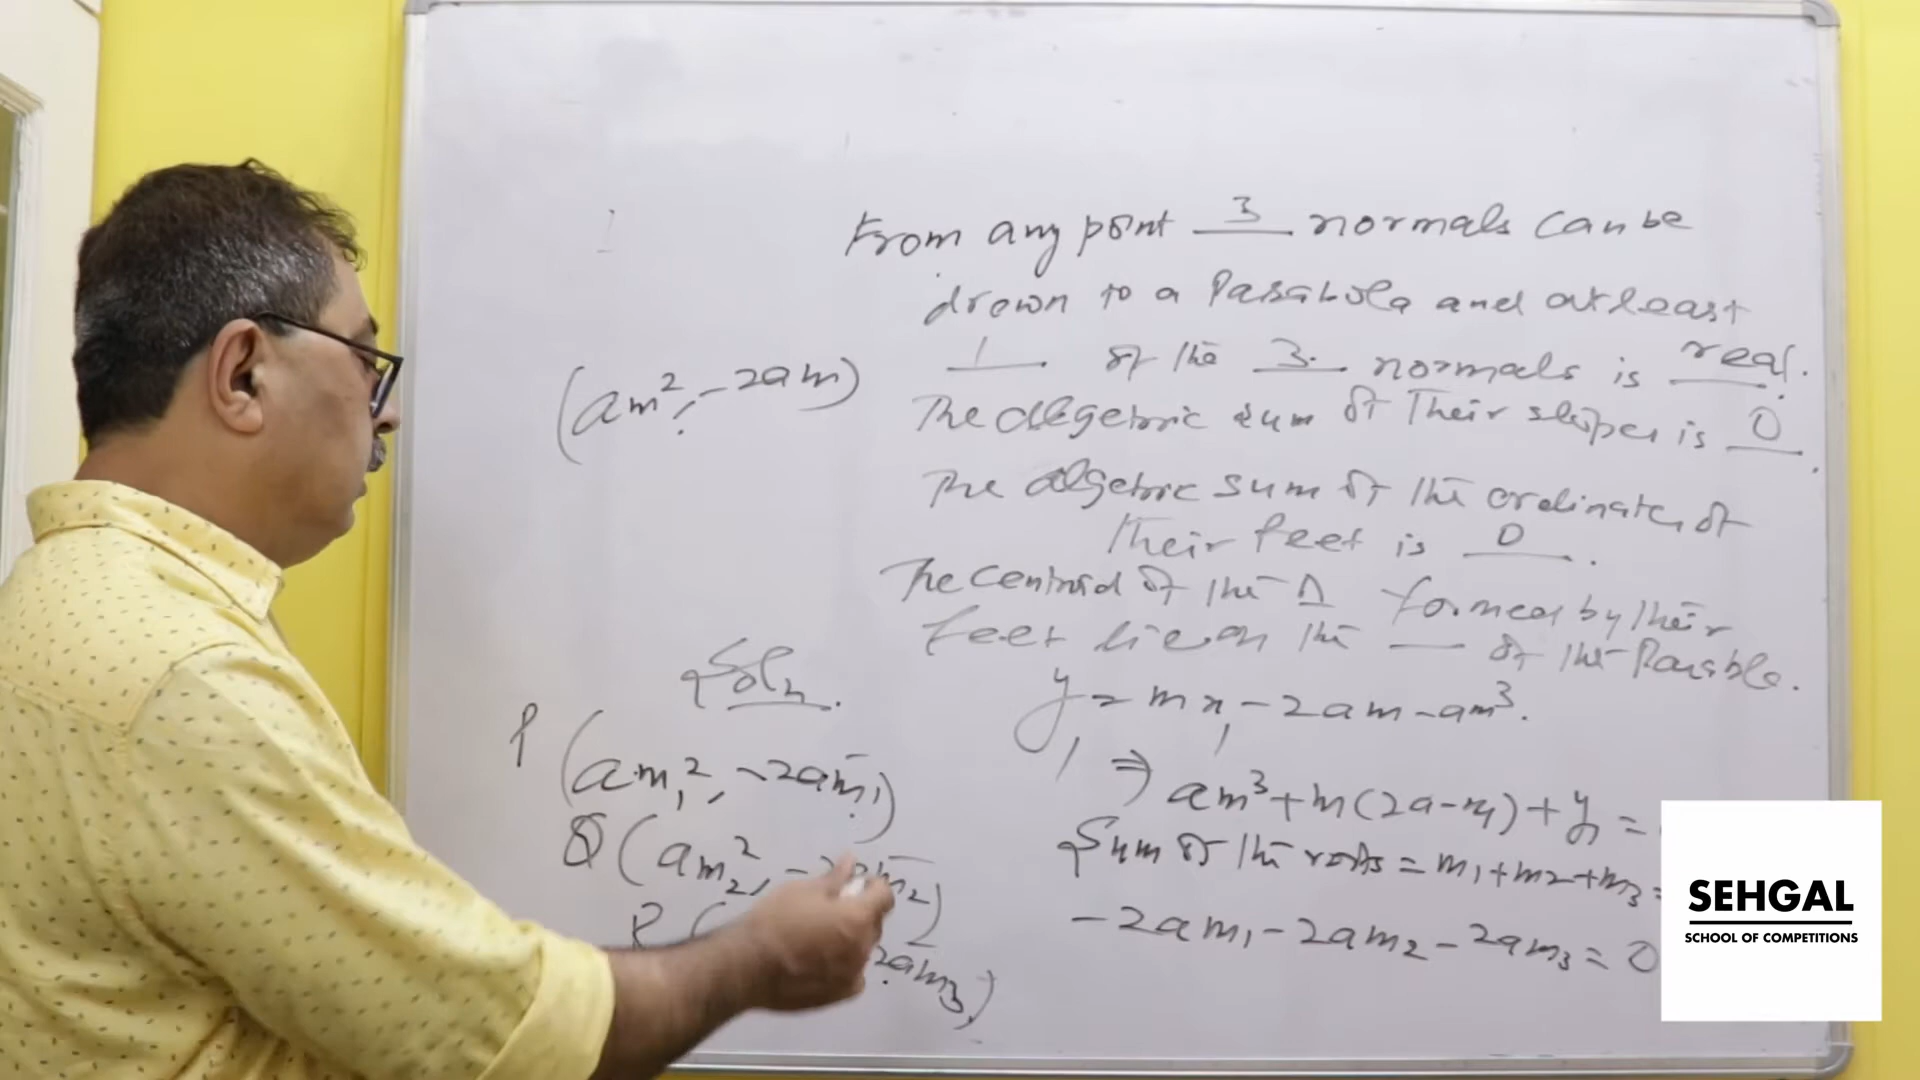 From any point 3 normals can be
drawn to a Parabola and atleast
1 of the 3 normals is real.
(am², -2am)
The algebric sum of Their slopes is 0.
The algebric sum of the ordinates of
Their feet is 0.
The Centroid of the Δ formed by their
feet lie on the — of the Parabola.
Soln.
y₁ = mx₁ - 2am - am³.
P (am₁², -2am₁)
⇒ am³ + m(2a-x₁) + y₁ =
Q (am₂², -2am₂)
Sum of the roots = m₁+m₂+m₃ =
R ( 2am₃)
-2am₁ - 2am₂ - 2am₃ = 0
SEHGAL
SCHOOL OF COMPETITIONS